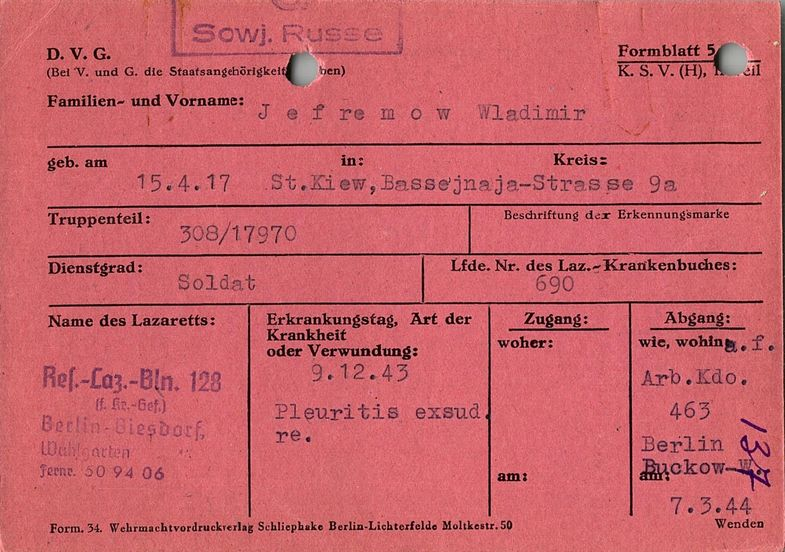 Sowj. Russe
D. V. G.
Formblatt 5
(Bei V. und G. die Staatsangehörigkeit ben)
K. S. V. (H),
Familien- und Vorname:
Jefremow Wladimir
geb. am in: Kreis:
15.4.17 St.Kiew,Bassejnaja-Strasse 9a
Truppenteil:
308/17970
Beschriftung der Erkennungsmarke
Dienstgrad:
Soldat
Lfde. Nr. des Laz.-Krankenbuches:
690
Name des Lazaretts:
Ref.-Laz.-Bln. 128
(f. Kr.-Gef.)
Berlin-Biesdorf,
Wuhlgarten
Fernr. 50 94 06
Erkrankungstag, Art der
Krankheit
oder Verwundung:
9.12.43
Pleuritis exsud.
re.
Zugang:
woher:
am:
Abgang:
wie, wohin: a.f.
Arb.Kdo.
463
Berlin
Buckow-W.
am:
7.3.44
137
Form. 34. Wehrmachtvordruckverlag Schliephake Berlin-Lichterfelde Moltkestr. 50
Wenden